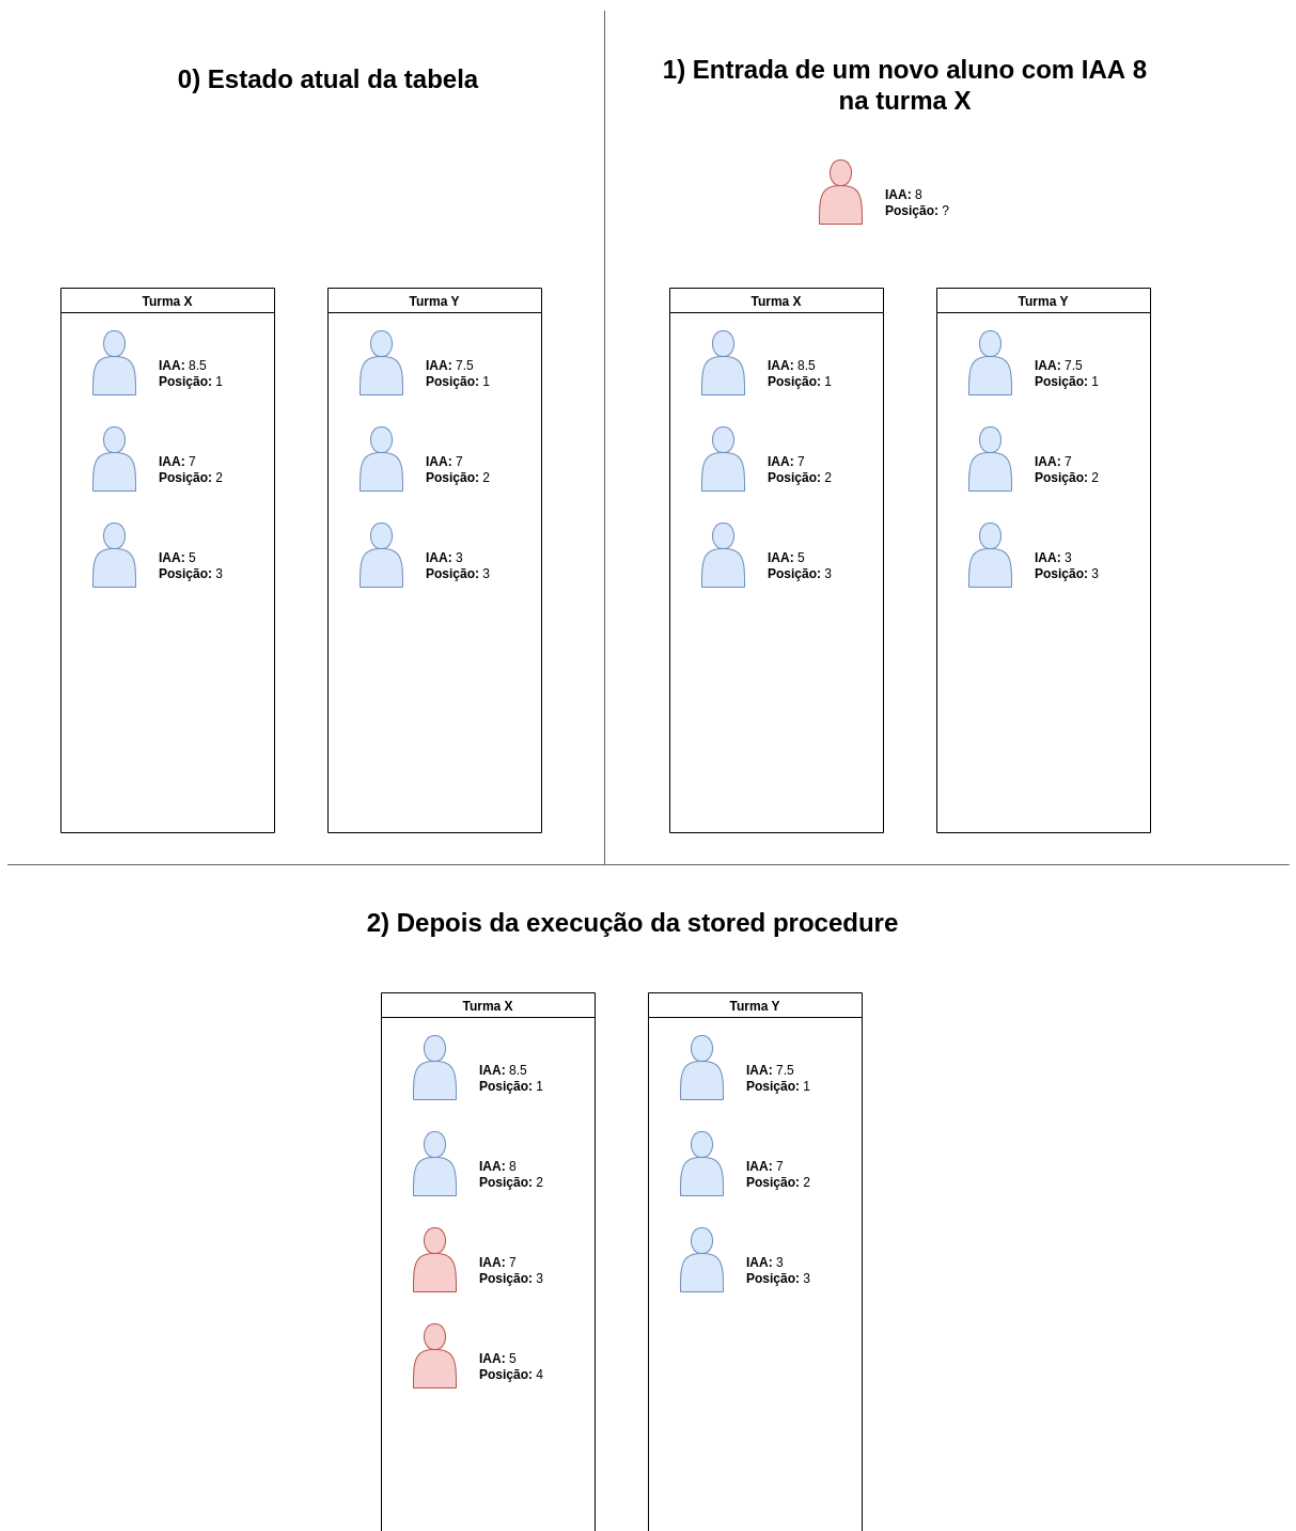 0) Estado atual da tabela
Turma X
IAA: 8.5
Posição: 1
IAA: 7
Posição: 2
IAA: 5
Posição: 3
Turma Y
IAA: 7.5
Posição: 1
IAA: 7
Posição: 2
IAA: 3
Posição: 3
1) Entrada de um novo aluno com IAA 8
na turma X
IAA: 8
Posição: ?
Turma X
IAA: 8.5
Posição: 1
IAA: 7
Posição: 2
IAA: 5
Posição: 3
Turma Y
IAA: 7.5
Posição: 1
IAA: 7
Posição: 2
IAA: 3
Posição: 3
2) Depois da execução da stored procedure
Turma X
IAA: 8.5
Posição: 1
IAA: 8
Posição: 2
IAA: 7
Posição: 3
IAA: 5
Posição: 4
Turma Y
IAA: 7.5
Posição: 1
IAA: 7
Posição: 2
IAA: 3
Posição: 3